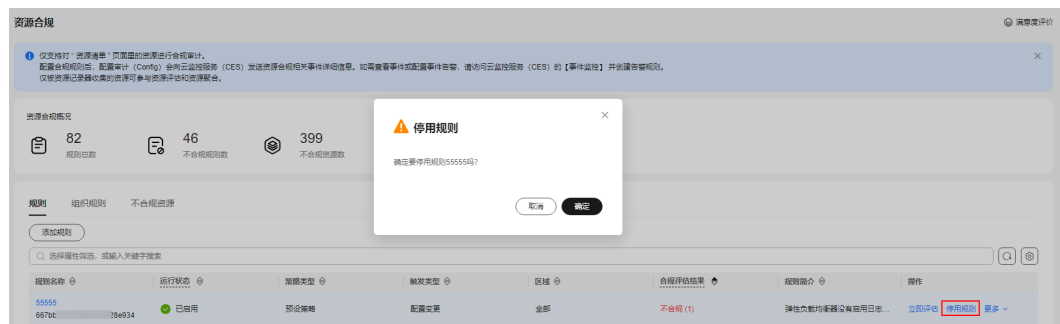 资源合规
满意度评价
仅支持对“资源清单”页面里的资源进行合规审计。
配置合规规则后，配置审计（Config）会向云监控服务（CES）发送资源合规相关事件详细信息。如需查看事件或配置事件告警，请访问云监控服务（CES）的【事件监控】并创建告警规则。
仅被资源记录器收集的资源可参与资源评估和资源聚合。
资源合规概况
82
规则总数
46
不合规规则数
399
不合规资源数
停用规则
确定要停用规则55555吗?
取消 确定
规则 组织规则 不合规资源
添加规则
选择属性筛选，或输入关键字搜索
规则名称 运行状态 策略类型 触发类型 区域 合规评估结果 规则简介 操作
55555
667bb 28e934 已启用 预设策略 配置变更 全部 不合规 (1) 弹性负载均衡器没有启用日志... 立即评估 停用规则 更多